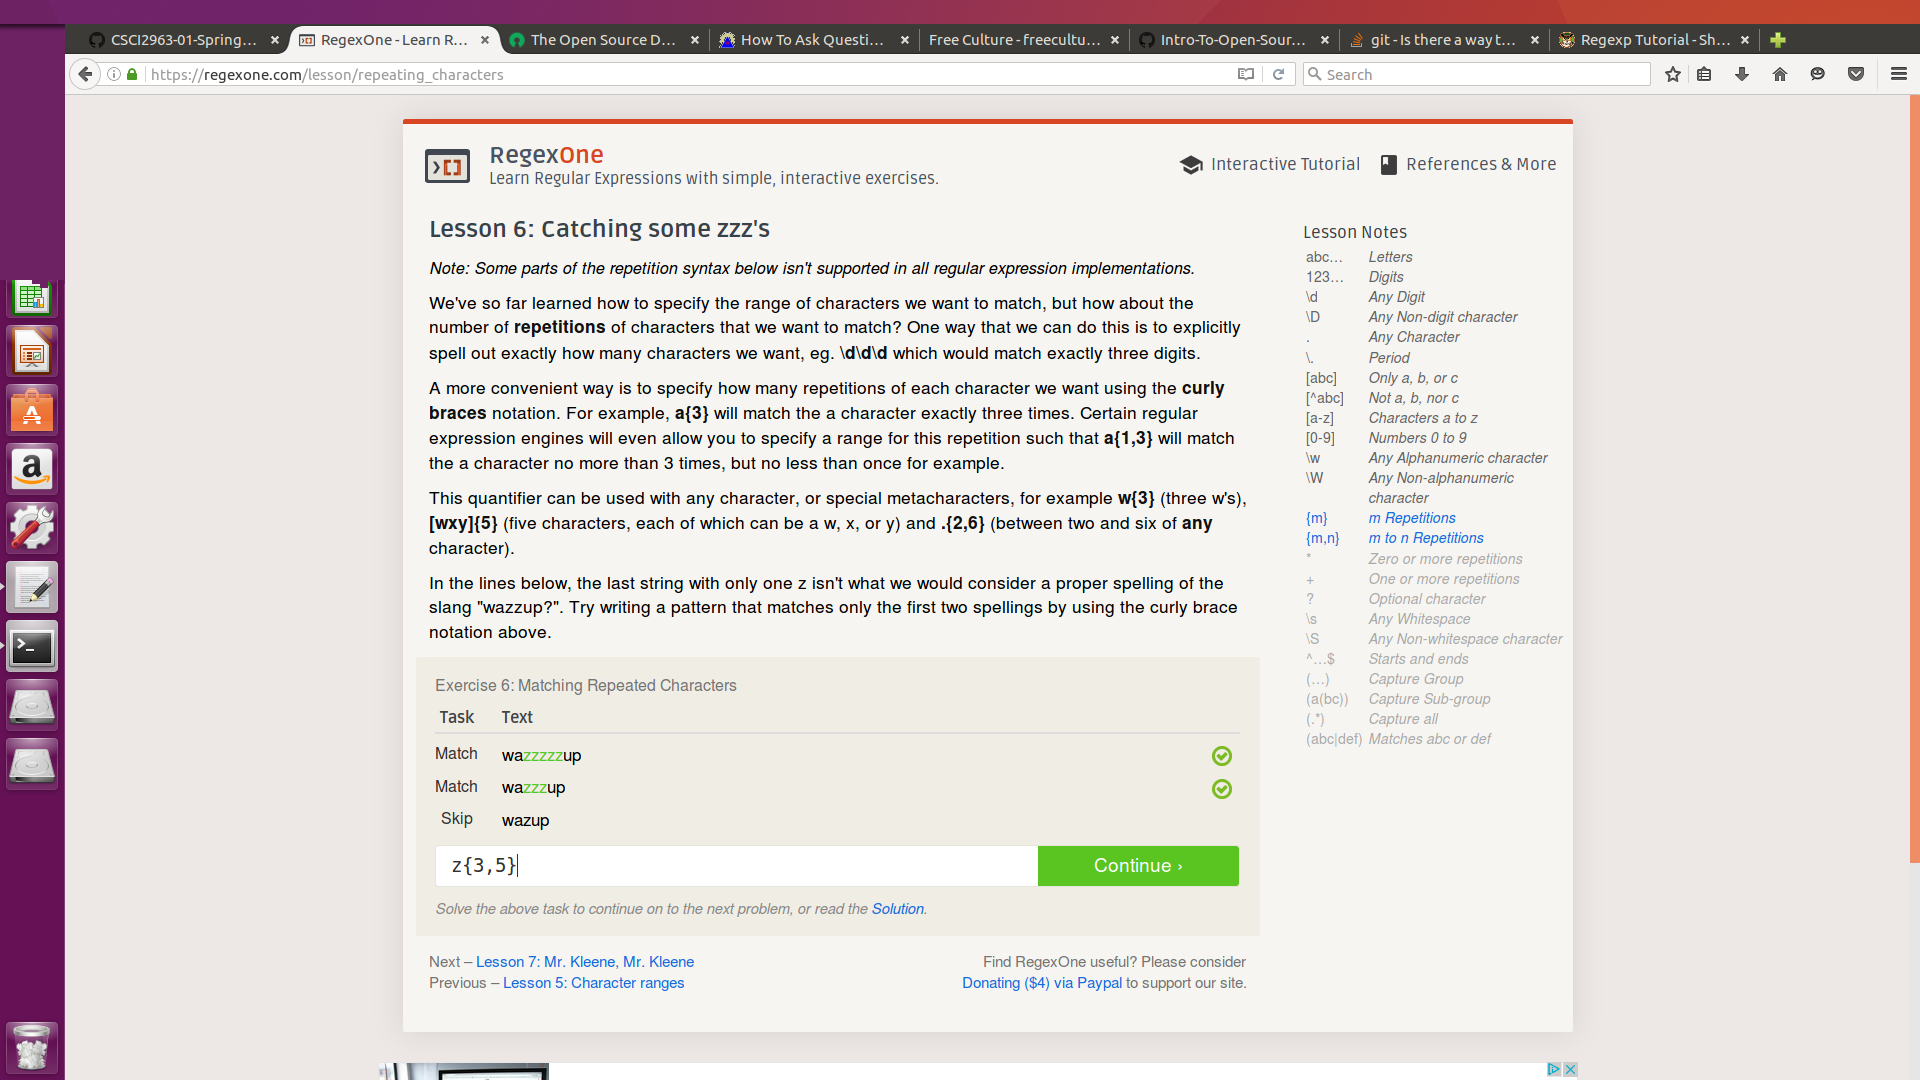 CSCI2963-01-Spring...
RegexOne - Learn R...
The Open Source D...
How To Ask Questi...
Free Culture - freecultu...
Intro-To-Open-Sour...
git - Is there a way t...
Regexp Tutorial - Sh...
https://regexone.com/lesson/repeating_characters
Search
RegexOne
Learn Regular Expressions with simple, interactive exercises.
Interactive Tutorial
References & More
Lesson 6: Catching some zzz's
Note: Some parts of the repetition syntax below isn't supported in all regular expression implementations.
We've so far learned how to specify the range of characters we want to match, but how about the
number of repetitions of characters that we want to match? One way that we can do this is to explicitly
spell out exactly how many characters we want, eg. \d\d\d which would match exactly three digits.
A more convenient way is to specify how many repetitions of each character we want using the curly
braces notation. For example, a{3} will match the a character exactly three times. Certain regular
expression engines will even allow you to specify a range for this repetition such that a{1,3} will match
the a character no more than 3 times, but no less than once for example.
This quantifier can be used with any character, or special metacharacters, for example w{3} (three w's),
[wxy]{5} (five characters, each of which can be a w, x, or y) and .{2,6} (between two and six of any
character).
In the lines below, the last string with only one z isn't what we would consider a proper spelling of the
slang "wazzup?". Try writing a pattern that matches only the first two spellings by using the curly brace
notation above.
Exercise 6: Matching Repeated Characters
Task Text
Match wazzzzzup
Match wazzzup
Skip wazup
z{3,5}
Continue ›
Solve the above task to continue on to the next problem, or read the Solution.
Next – Lesson 7: Mr. Kleene, Mr. Kleene
Previous – Lesson 5: Character ranges
Find RegexOne useful? Please consider
Donating ($4) via Paypal to support our site.
Lesson Notes
abc… Letters
123… Digits
\d Any Digit
\D Any Non-digit character
. Any Character
\. Period
[abc] Only a, b, or c
[^abc] Not a, b, nor c
[a-z] Characters a to z
[0-9] Numbers 0 to 9
\w Any Alphanumeric character
\W Any Non-alphanumeric
character
{m} m Repetitions
{m,n} m to n Repetitions
* Zero or more repetitions
+ One or more repetitions
? Optional character
\s Any Whitespace
\S Any Non-whitespace character
^…$ Starts and ends
(…) Capture Group
(a(bc)) Capture Sub-group
(.*) Capture all
(abc|def) Matches abc or def